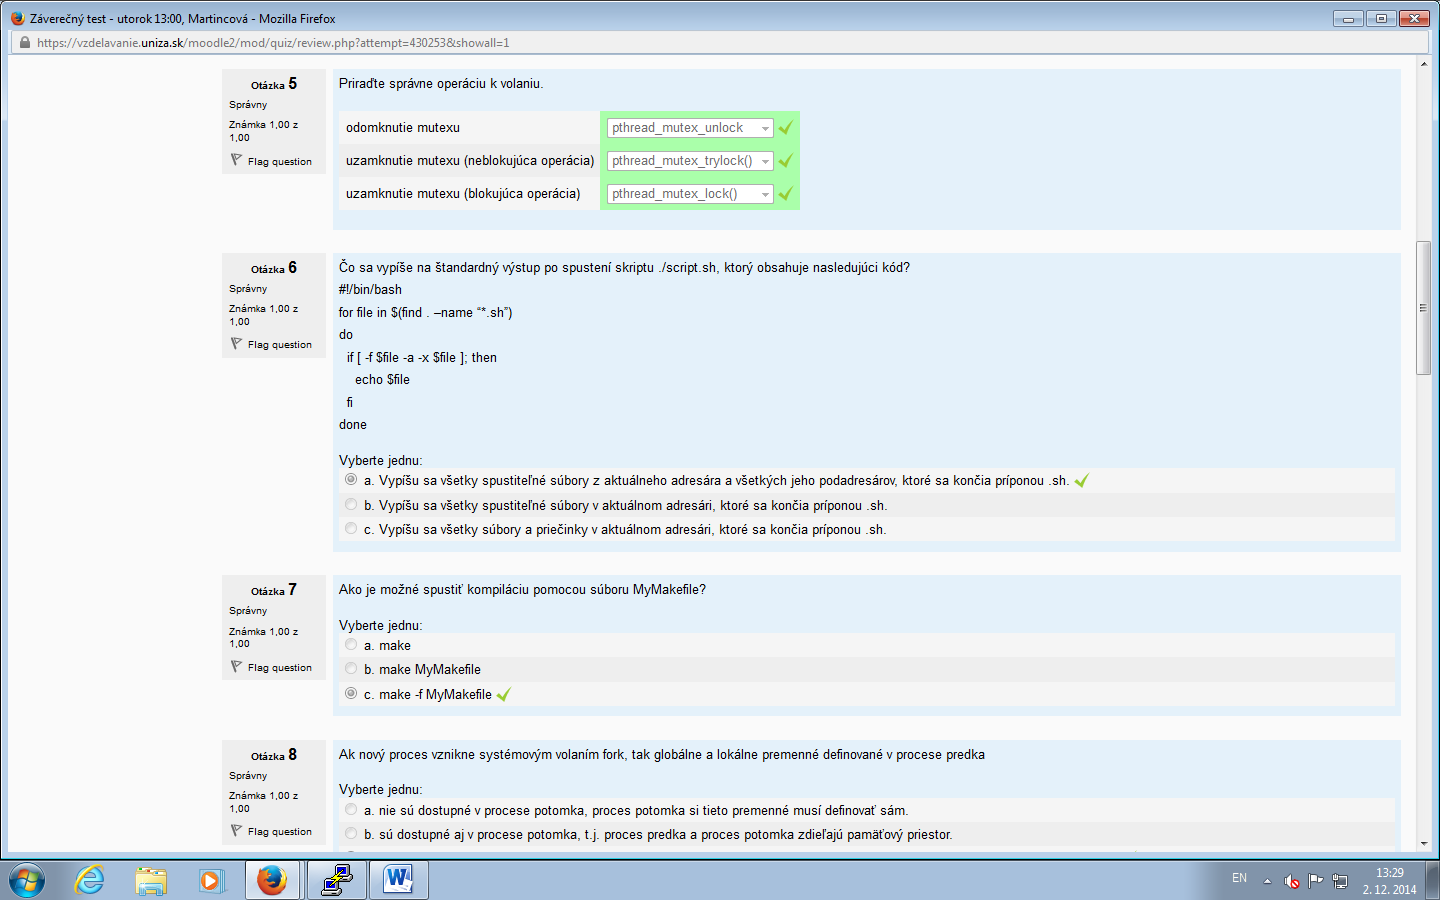 Záverečný test - utorok 13:00, Martincová - Mozilla Firefox
https://vzdelavanie.uniza.sk/moodle2/mod/quiz/review.php?attempt=430253&showall=1
Otázka 5
Správny
Známka 1,00 z
1,00
Flag question
Priraďte správne operáciu k volaniu.
odomknutie mutexu pthread_mutex_unlock
uzamknutie mutexu (neblokujúca operácia) pthread_mutex_trylock()
uzamknutie mutexu (blokujúca operácia) pthread_mutex_lock()
Otázka 6
Správny
Známka 1,00 z
1,00
Flag question
Čo sa vypíše na štandardný výstup po spustení skriptu ./script.sh, ktorý obsahuje nasledujúci kód?
#!/bin/bash
for file in $(find . –name “*.sh”)
do
if [ -f $file -a -x $file ]; then
echo $file
fi
done
Vyberte jednu:
a. Vypíšu sa všetky spustiteľné súbory z aktuálneho adresára a všetkých jeho podadresárov, ktoré sa končia príponou .sh.
b. Vypíšu sa všetky spustiteľné súbory v aktuálnom adresári, ktoré sa končia príponou .sh.
c. Vypíšu sa všetky súbory a priečinky v aktuálnom adresári, ktoré sa končia príponou .sh.
Otázka 7
Správny
Známka 1,00 z
1,00
Flag question
Ako je možné spustiť kompiláciu pomocou súboru MyMakefile?
Vyberte jednu:
a. make
b. make MyMakefile
c. make -f MyMakefile
Otázka 8
Správny
Známka 1,00 z
1,00
Flag question
Ak nový proces vznikne systémovým volaním fork, tak globálne a lokálne premenné definované v procese predka
Vyberte jednu:
a. nie sú dostupné v procese potomka, proces potomka si tieto premenné musí definovať sám.
b. sú dostupné aj v procese potomka, t.j. proces predka a proces potomka zdieľajú pamäťový priestor.
EN
13:29
2. 12. 2014